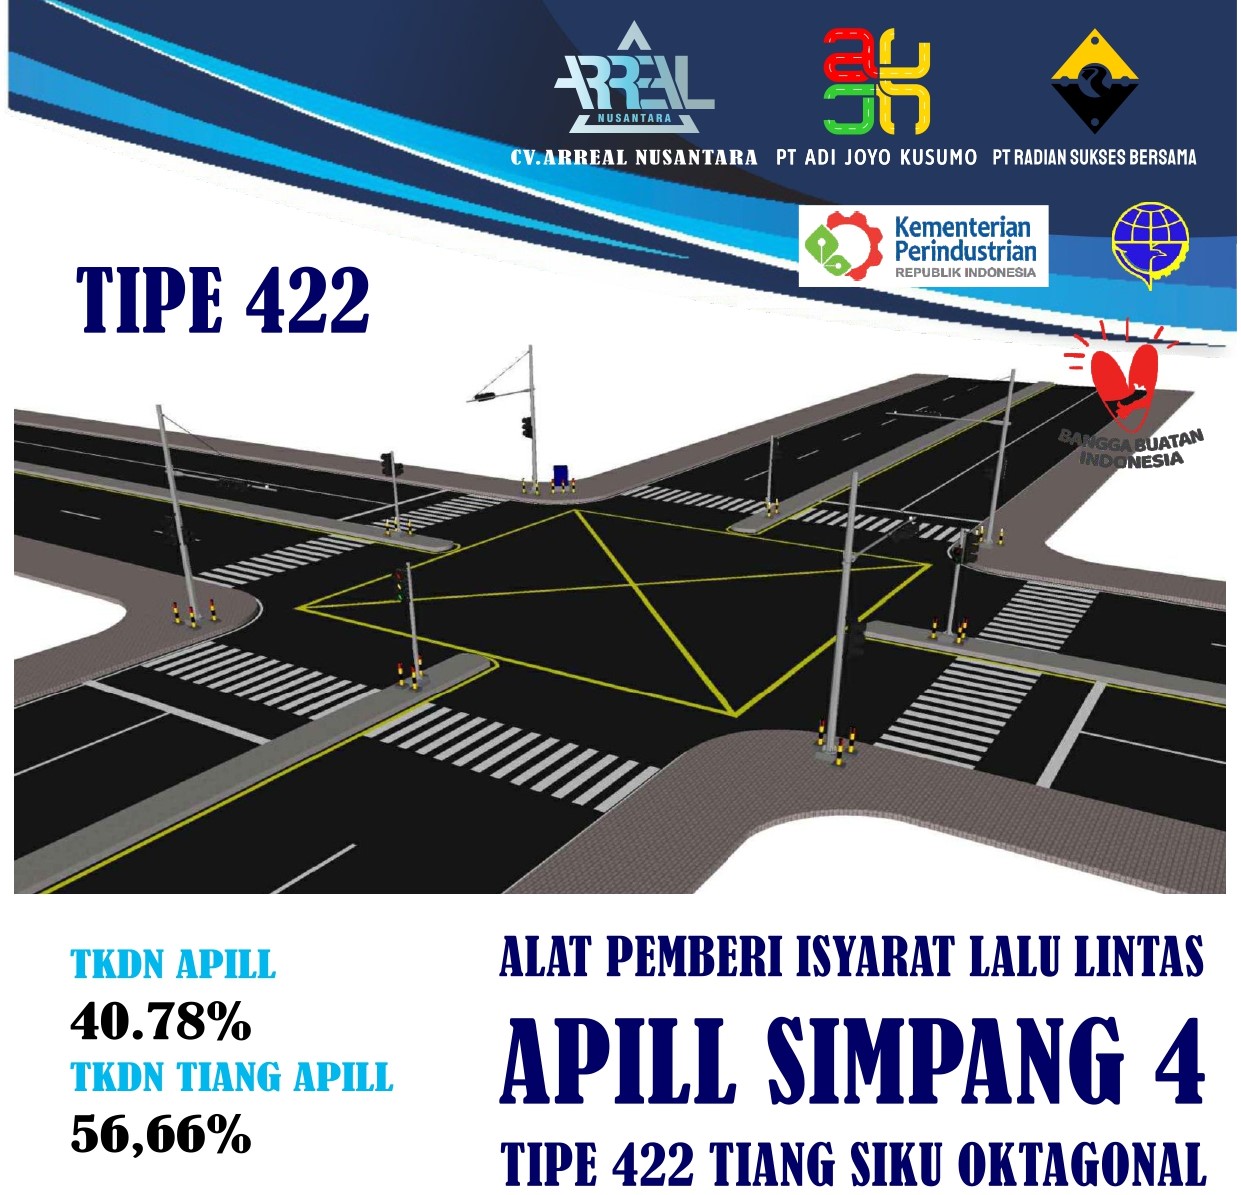 ARREAL
NUSANTARA
CV.ARREAL NUSANTARA
PT ADI JOYO KUSUMO
PT RADIAN SUKSES BERSAMA
Kementerian
Perindustrian
REPUBLIK INDONESIA
TIPE 422
BANGGA BUATAN
INDONESIA
TKDN APILL
40.78%
TKDN TIANG APILL
56,66%
ALAT PEMBERI ISYARAT LALU LINTAS
APILL SIMPANG 4
TIPE 422 TIANG SIKU OKTAGONAL